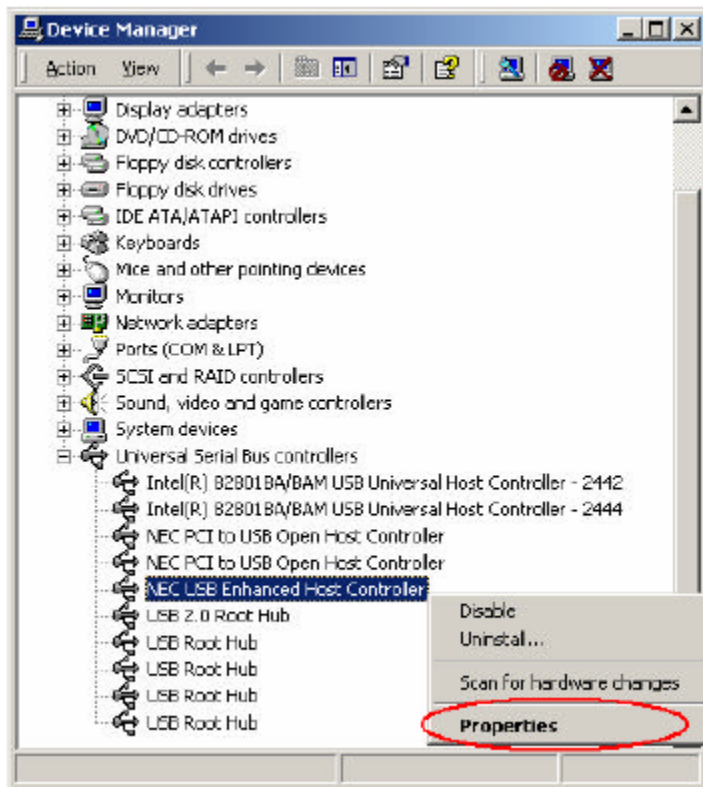 Device Manager
Action View
Display adapters
DVD/CD-ROM drives
Floppy disk controllers
Floppy disk drives
IDE ATA/ATAPI controllers
Keyboards
Mice and other pointing devices
Monitors
Network adapters
Ports (COM & LPT)
SCSI and RAID controllers
Sound, video and game controllers
System devices
Universal Serial Bus controllers
Intel(R) 82801BA/BAM USB Universal Host Controller - 2442
Intel(R) 82801BA/BAM USB Universal Host Controller - 2444
NEC PCI to USB Open Host Controller
NEC PCI to USB Open Host Controller
NEC USB Enhanced Host Controller
USB 2.0 Root Hub
USB Root Hub
USB Root Hub
USB Root Hub
USB Root Hub
Disable
Uninstall...
Scan for hardware changes
Properties